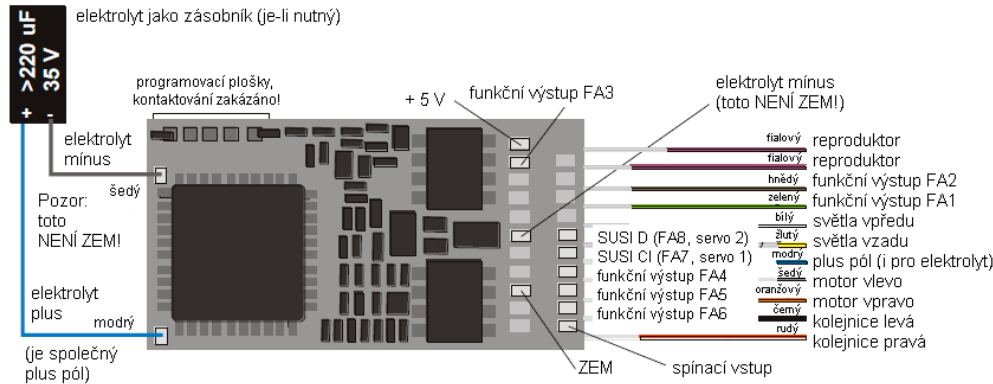 elektrolyt jako zásobník (je-li nutný)
+ >220 uF
- 35 V
programovací plošky,
kontaktování zakázáno!
+ 5 V
funkční výstup FA3
elektrolyt mínus
(toto NENÍ ZEM!)
elektrolyt
mínus
šedý
Pozor:
toto
NENÍ ZEM!
elektrolyt
plus
modrý
(je společný
plus pól)
fialový reproduktor
fialový reproduktor
hnědý funkční výstup FA2
zelený funkční výstup FA1
bílý světla vpředu
žlutý světla vzadu
modrý plus pól (i pro elektrolyt)
šedý motor vlevo
oranžový motor vpravo
černý kolejnice levá
rudý kolejnice pravá
SUSI D (FA8, servo 2)
SUSI Cl (FA7, servo 1)
funkční výstup FA4
funkční výstup FA5
funkční výstup FA6
ZEM
spínací vstup